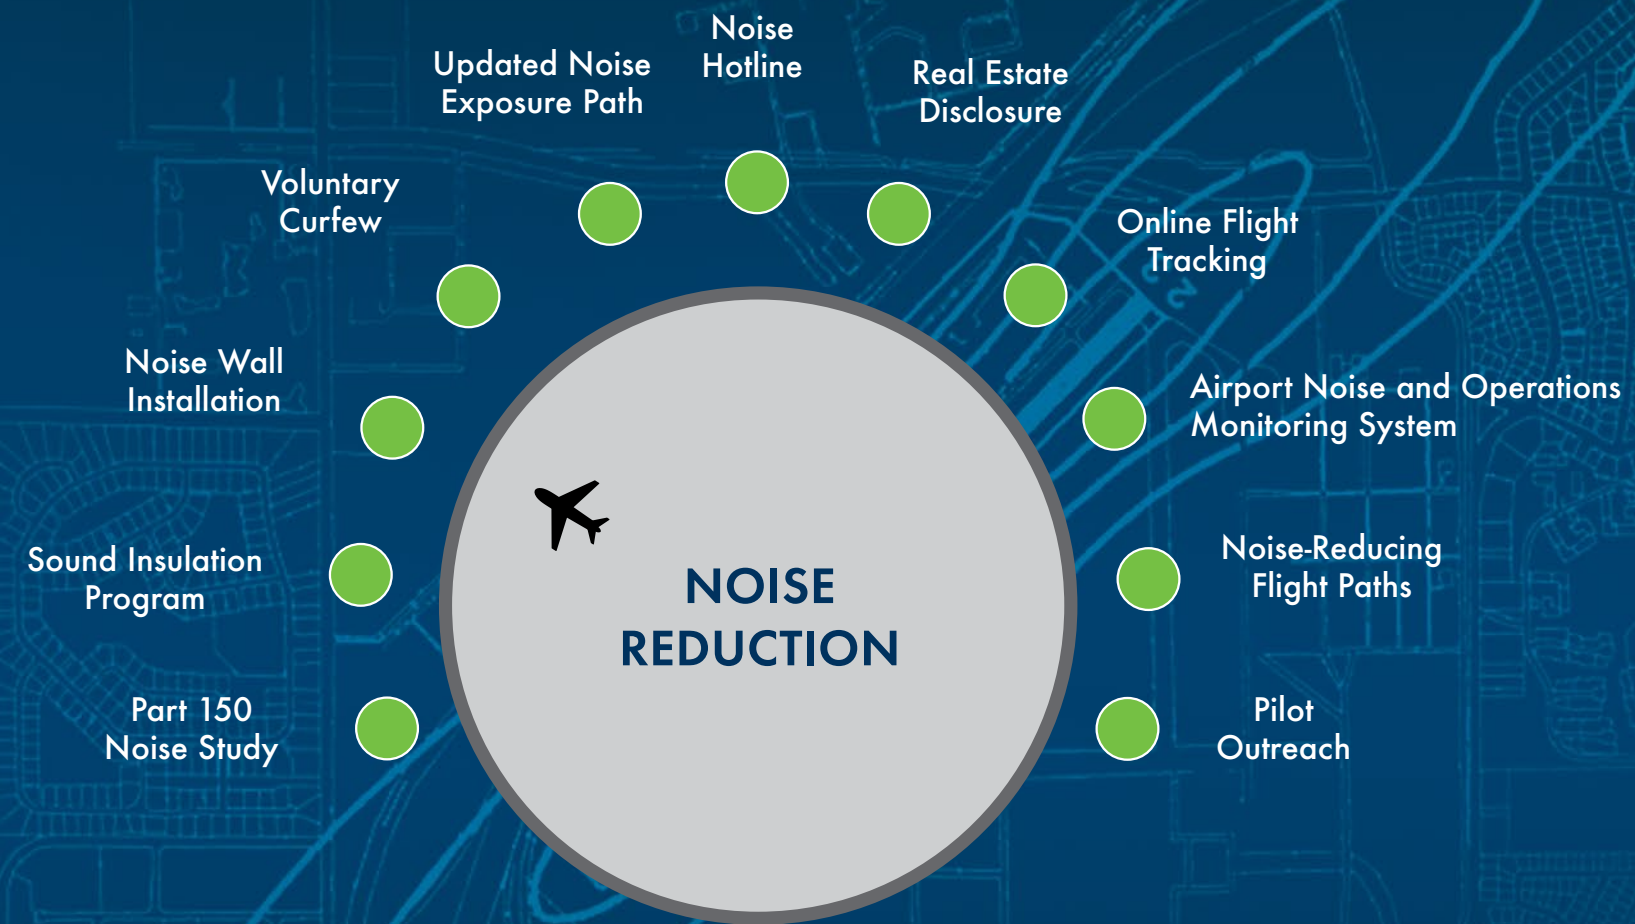 Noise
Hotline
Updated Noise
Exposure Path
Real Estate
Disclosure
Voluntary
Curfew
Online Flight
Tracking
Noise Wall
Installation
Airport Noise and Operations
Monitoring System
Sound Insulation
Program
Noise-Reducing
Flight Paths
NOISE
REDUCTION
Part 150
Noise Study
Pilot
Outreach